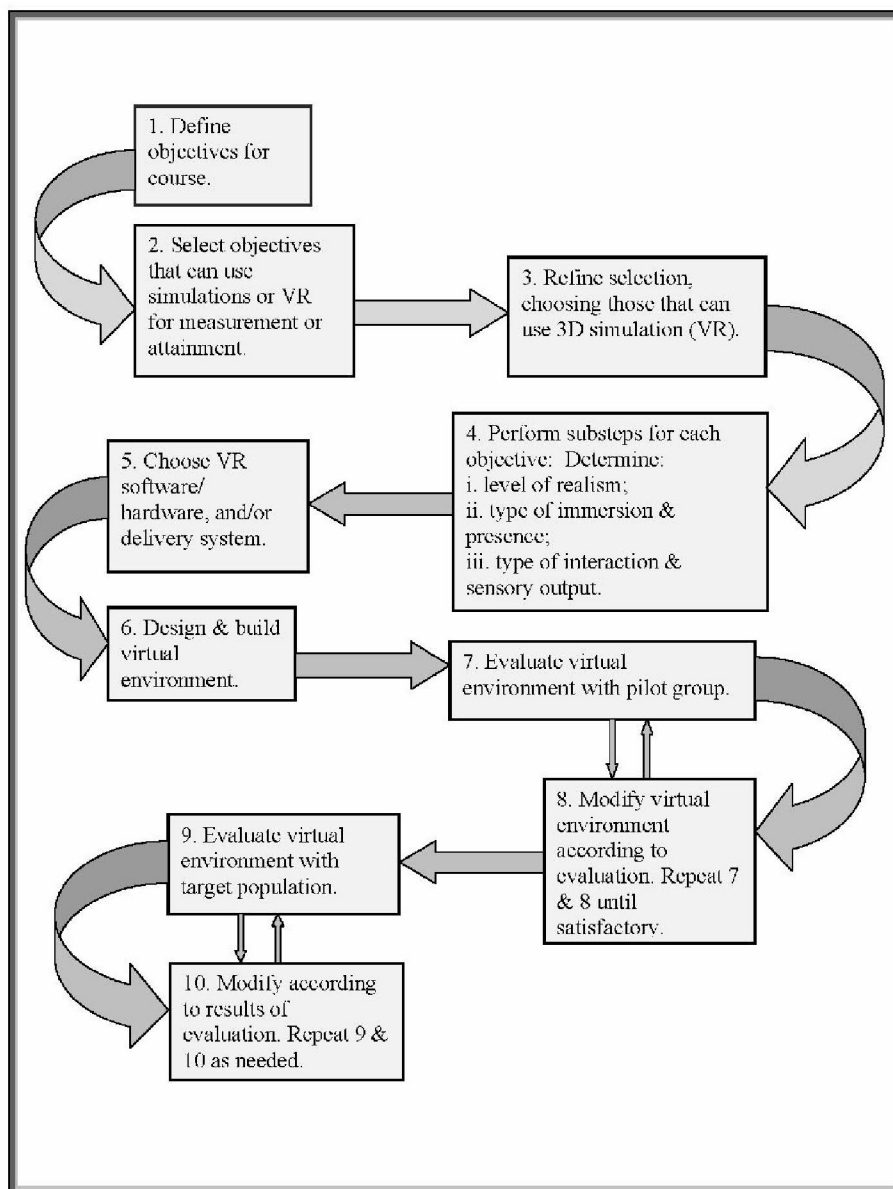 1. Define
objectives for
course.
2. Select objectives
that can use
simulations or VR
for measurement or
attainment.
3. Refine selection,
choosing those that can
use 3D simulation (VR).
4. Perform substeps for each
objective: Determine:
i. level of realism;
ii. type of immersion &
presence;
iii. type of interaction &
sensory output.
5. Choose VR
software/
hardware, and/or
delivery system.
6. Design & build
virtual
environment.
7. Evaluate virtual
environment with pilot group.
8. Modify virtual
environment
according to
evaluation. Repeat 7
& 8 until
satisfactory.
9. Evaluate virtual
environment with
target population.
10. Modify according
to results of
evaluation. Repeat 9 &
10 as needed.